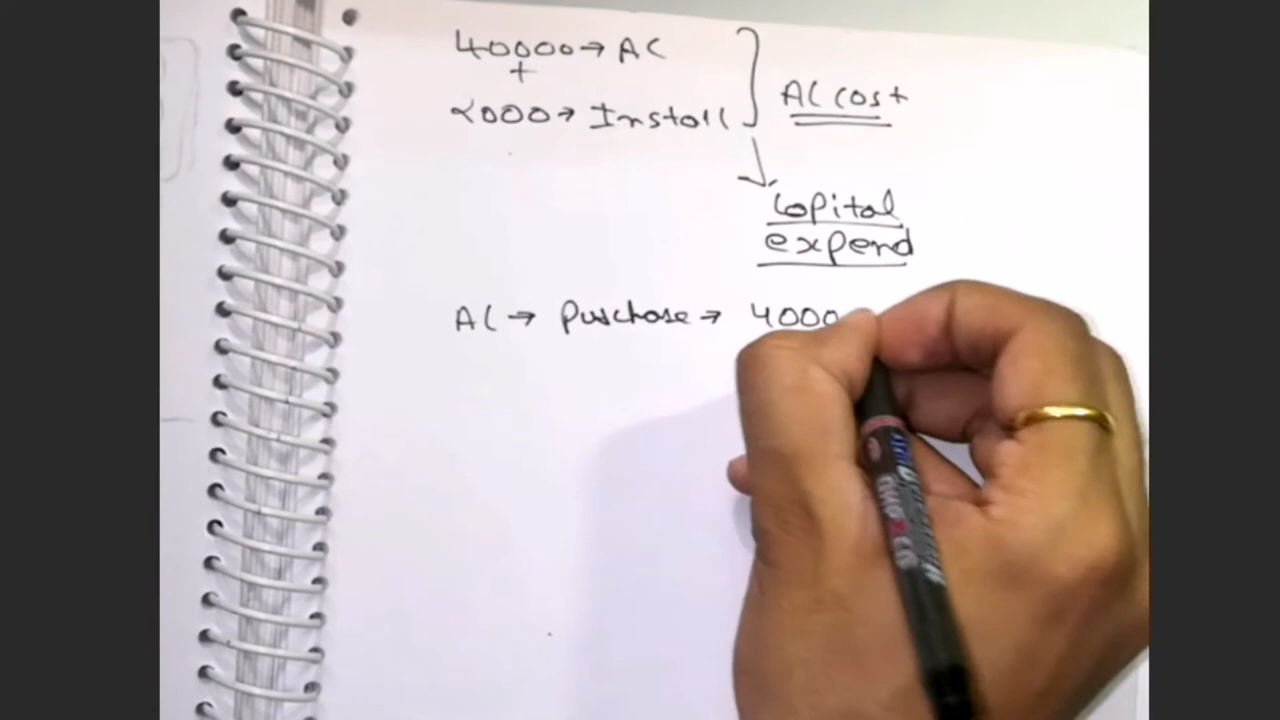 40000→ AC
+
2000→ Install
AC cost
Capital
expend
AC → Purchase → 4000